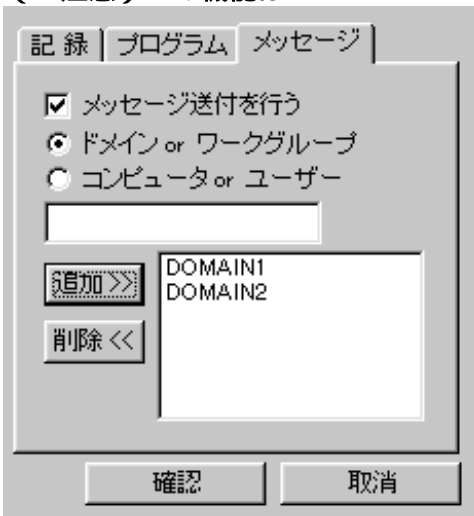 記録 プログラム メッセージ
メッセージ送付を行う
ドメイン or ワークグループ
コンピュータ or ユーザー
追加 >>
DOMAIN1
DOMAIN2
削除 <<
確認 取消